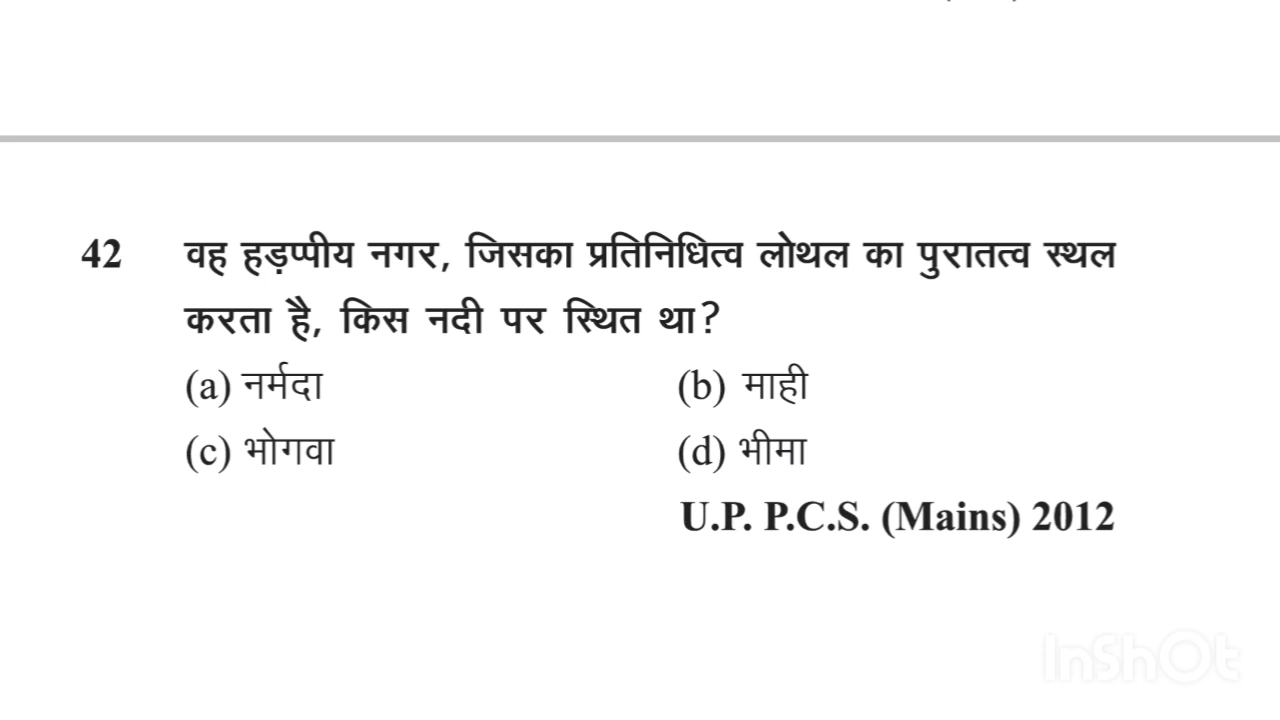 42 वह हड़प्पीय नगर, जिसका प्रतिनिधित्व लोथल का पुरातत्व स्थल
करता है, किस नदी पर स्थित था?
(a) नर्मदा (b) माही
(c) भोगवा (d) भीमा
U.P. P.C.S. (Mains) 2012
InShOt